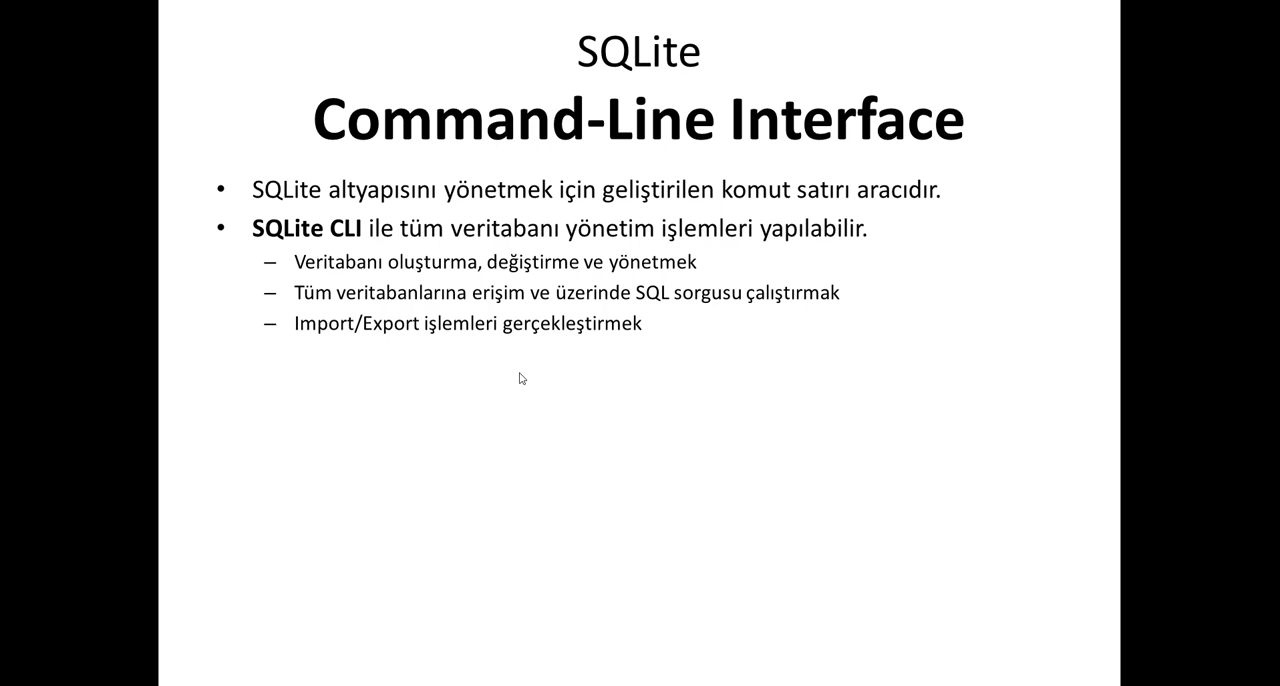 SQLite
Command-Line Interface
• SQLite altyapısını yönetmek için geliştirilen komut satırı aracıdır.
• SQLite CLI ile tüm veritabanı yönetim işlemleri yapılabilir.
– Veritabanı oluşturma, değiştirme ve yönetmek
– Tüm veritabanlarına erişim ve üzerinde SQL sorgusu çalıştırmak
– Import/Export işlemleri gerçekleştirmek